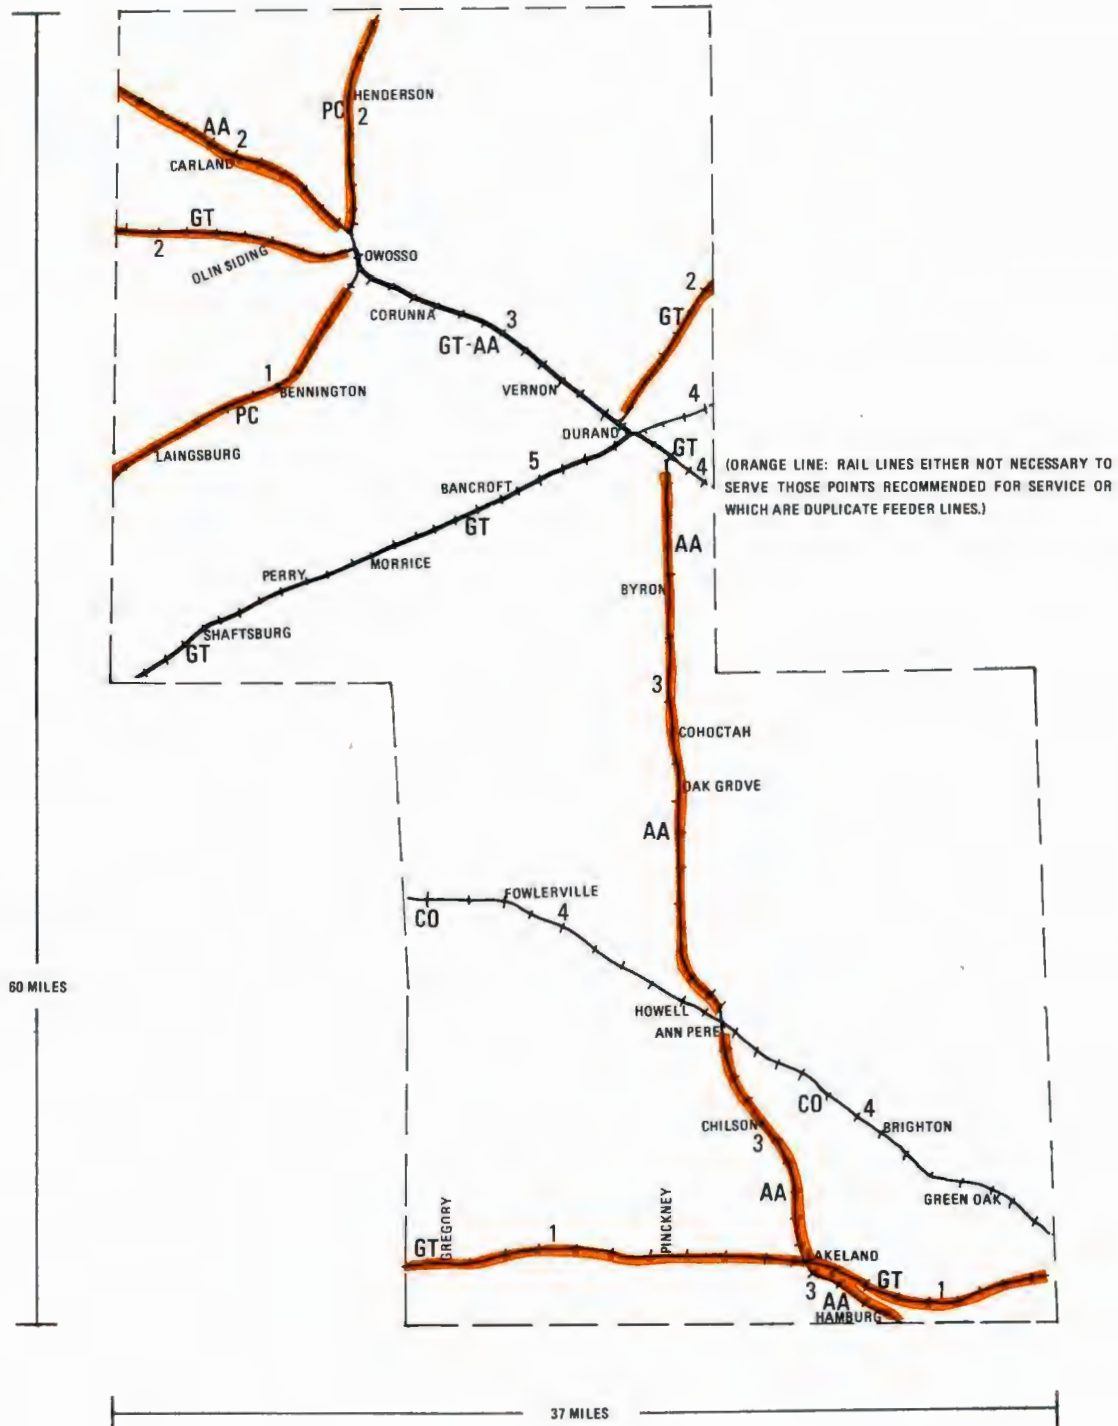 HENDERSON
PC 2
AA 2
CARLAND
GT
2
OLIN SIDING
OWOSSO
2
GT
CORUNNA
3
GT-AA
VERNON
1
BENNINGTON
PC
4
DURAND
LAINGSBURG
GT
4
(ORANGE LINE: RAIL LINES EITHER NOT NECESSARY TO
SERVE THOSE POINTS RECOMMENDED FOR SERVICE OR
WHICH ARE DUPLICATE FEEDER LINES.)
5
BANCROFT
GT
AA
MORRICE
PERRY
BYRON
SHAFTSBURG
GT
3
COHOCTAH
OAK GROVE
AA
FOWLERVILLE
CO
4
60 MILES
HOWELL
ANN PERE
CO
4
BRIGHTON
CHILSON
3
AA
GREEN OAK
GREGORY
PINCKNEY
1
GT
AKELAND
GT
1
3
AA
HAMBURG
37 MILES